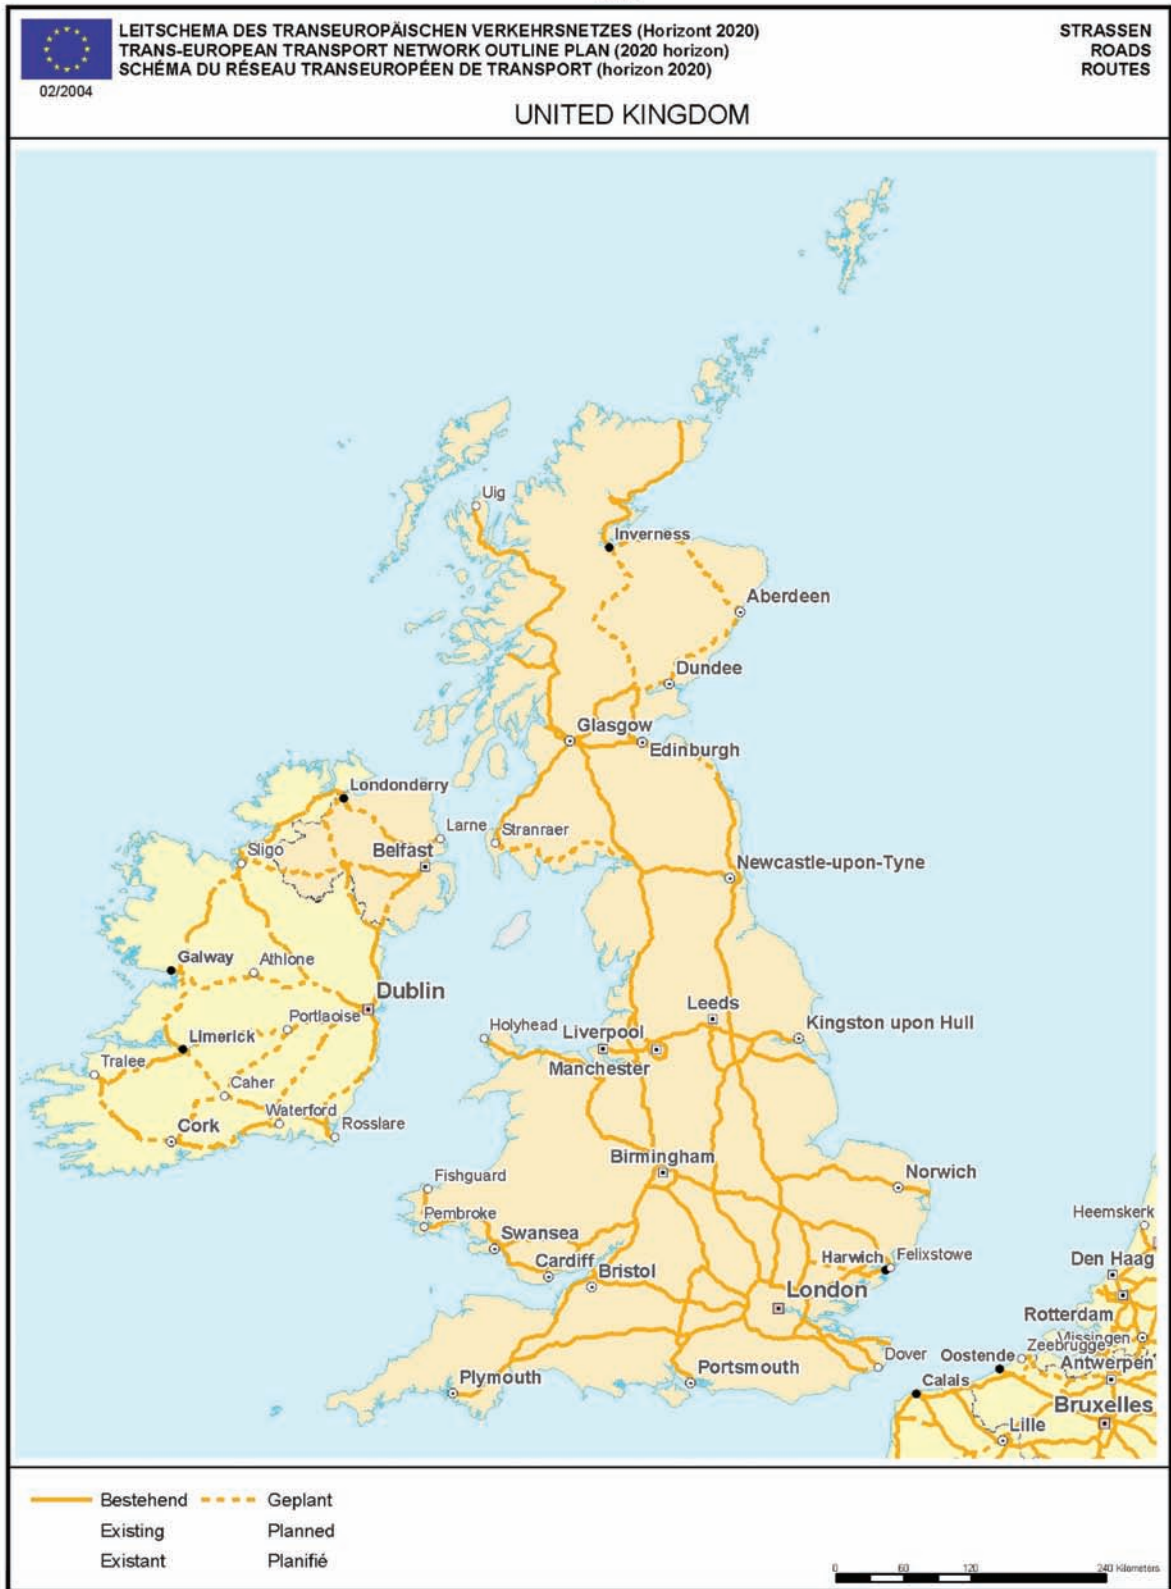 LEITSCHEMA DES TRANSEUROPÄISCHEN VERKEHRSNETZES (Horizont 2020)
TRANS-EUROPEAN TRANSPORT NETWORK OUTLINE PLAN (2020 horizon)
SCHÉMA DU RÉSEAU TRANSEUROPÉEN DE TRANSPORT (horizon 2020)
STRASSEN
ROADS
ROUTES
02/2004
UNITED KINGDOM
Uig
Inverness
Aberdeen
Dundee
Glasgow
Edinburgh
Londonderry
Larne
Stranraer
Sligo
Belfast
Newcastle-upon-Tyne
Galway
Athlone
Dublin
Leeds
Portlaoise
Holyhead
Liverpool
Kingston upon Hull
Limerick
Tralee
Manchester
Caher
Waterford
Cork
Rosslare
Birmingham
Norwich
Fishguard
Heemskerk
Pembroke
Swansea
Harwich
Felixstowe
Den Haag
Cardiff
Bristol
London
Rotterdam
Vlissingen
Zeebrugge
Dover
Oostende
Antwerpen
Portsmouth
Plymouth
Calais
Bruxelles
Lille
Bestehend
Geplant
Existing
Planned
Existant
Planifié
0 60 120 240 Kilometers